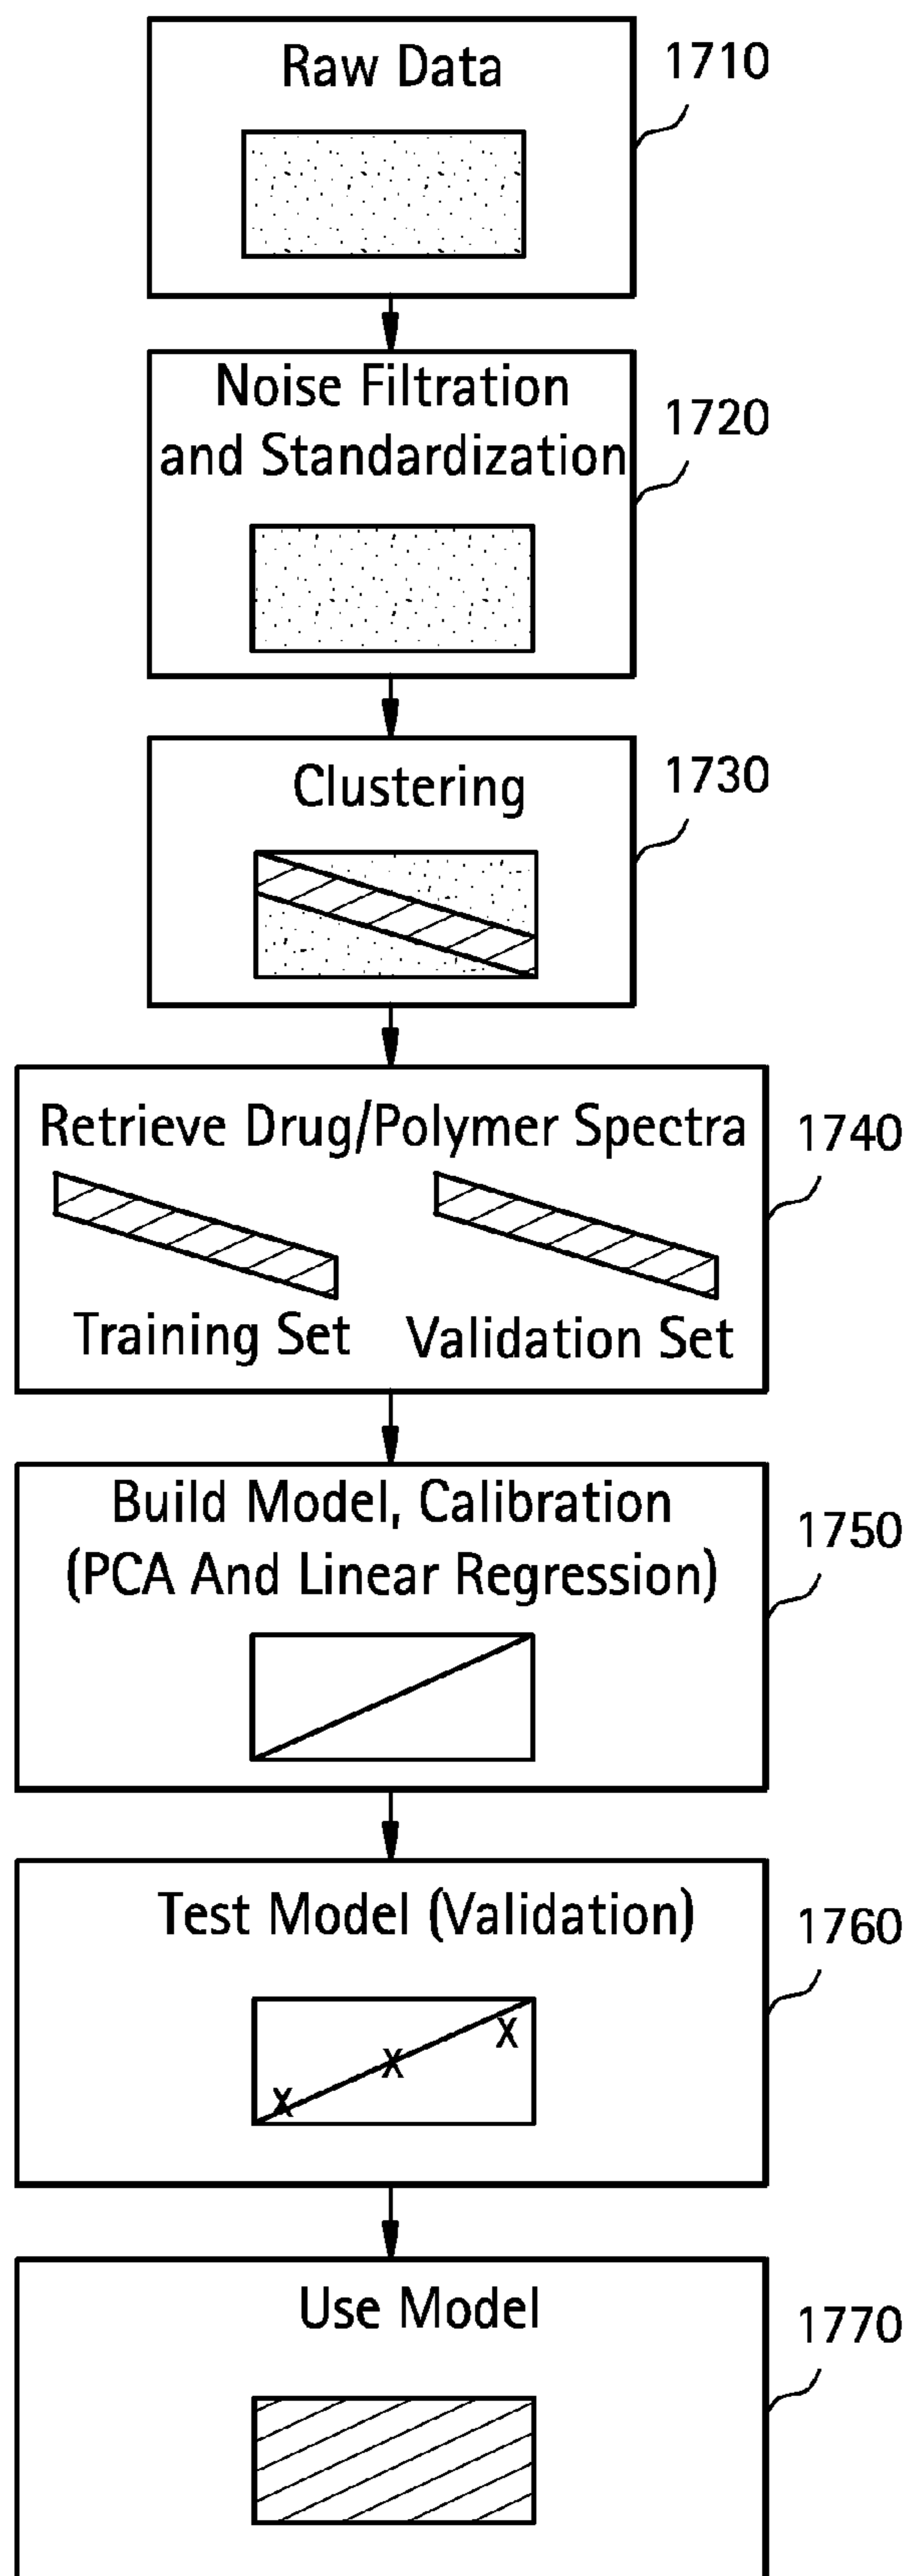 Raw Data
1710
Noise Filtration
and Standardization
1720
Clustering
1730
Retrieve Drug/Polymer Spectra
1740
Training Set
Validation Set
Build Model, Calibration
(PCA And Linear Regression)
1750
Test Model (Validation)
1760
X
X
X
Use Model
1770